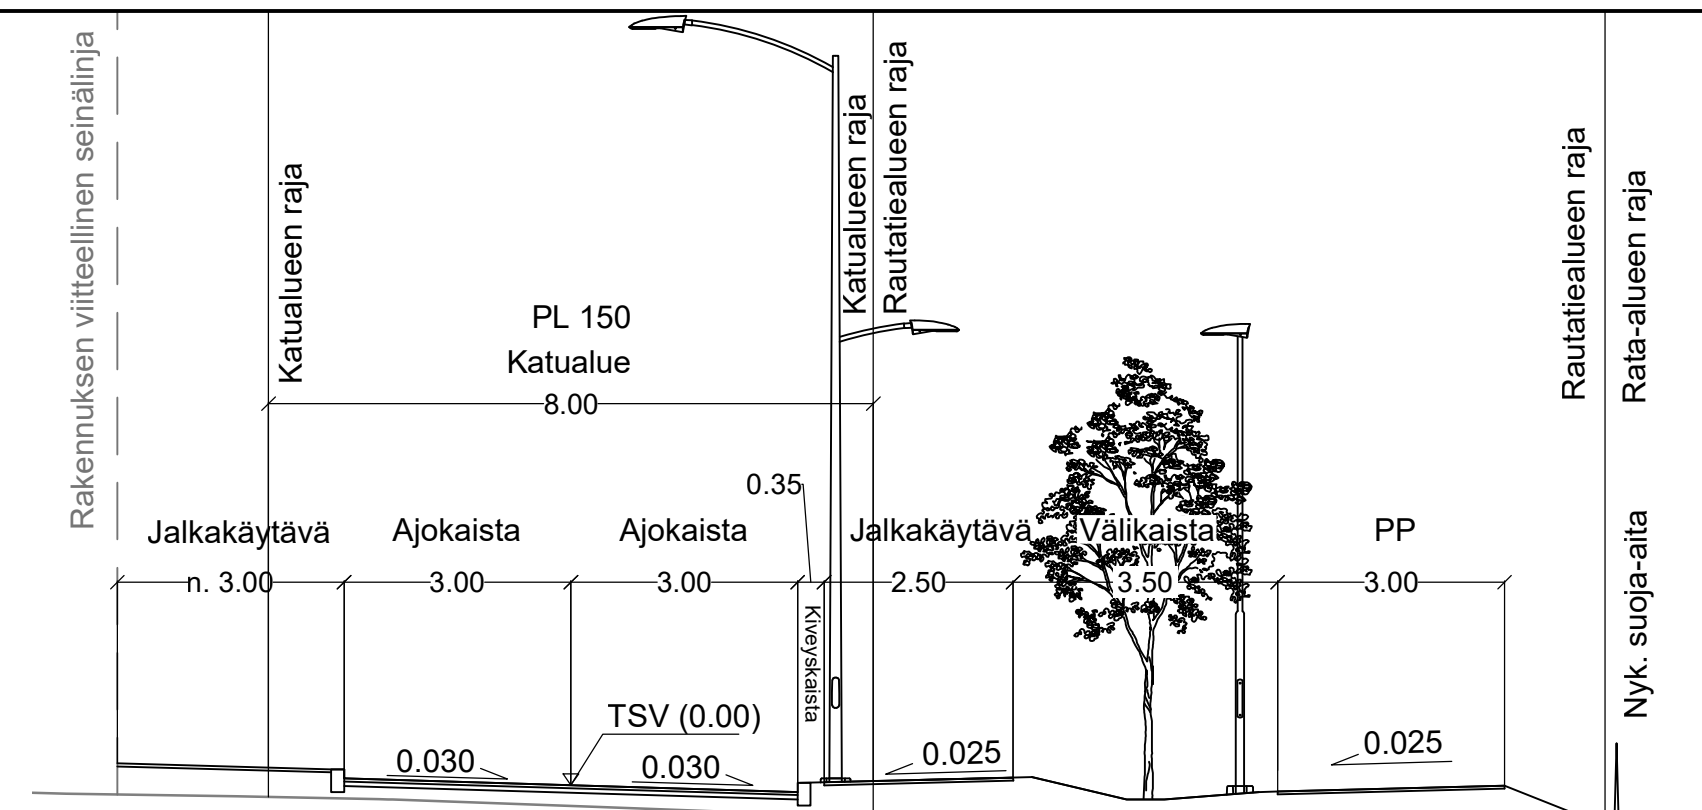 Rakennuksen viitteellinen seinälinja
Katualueen raja
PL 150
Katualue
8.00
Katualueen raja
Rautatiealueen raja
Rautatiealueen raja
Rata-alueen raja
0.35
Jalkakäytävä
Ajokaista
Ajokaista
Jalkakäytävä
Välikaista
PP
n. 3.00
3.00
3.00
2.50
3.50
3.00
Kiveyskaista
Nyk. suoja-aita
TSV (0.00)
0.030
0.030
0.025
0.025